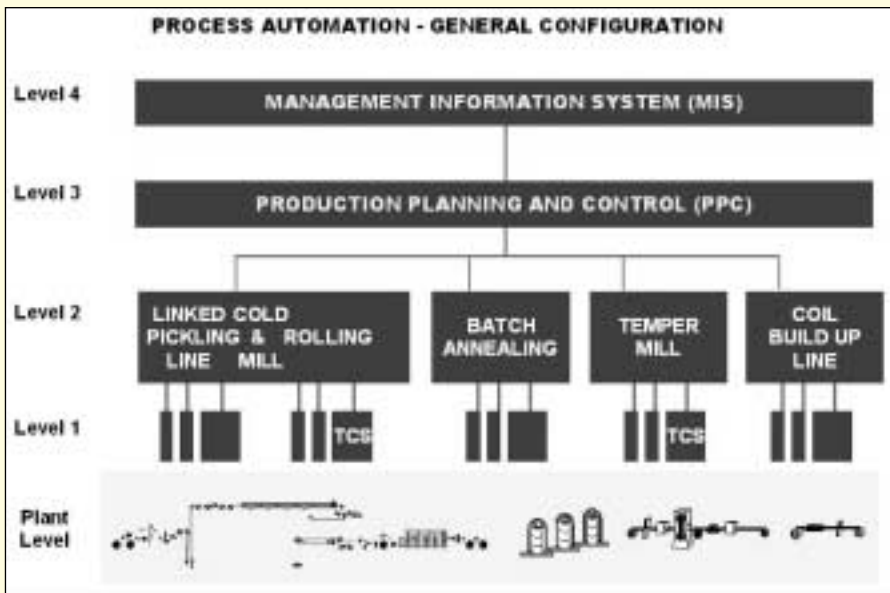 PROCESS AUTOMATION - GENERAL CONFIGURATION
Level 4
MANAGEMENT INFORMATION SYSTEM (MIS)
Level 3
PRODUCTION PLANNING AND CONTROL (PPC)
Level 2
LINKED COLD
PICKLING & ROLLING
LINE MILL
BATCH
ANNEALING
TEMPER
MILL
COIL
BUILD UP
LINE
Level 1
TCS
TCS
Plant
Level